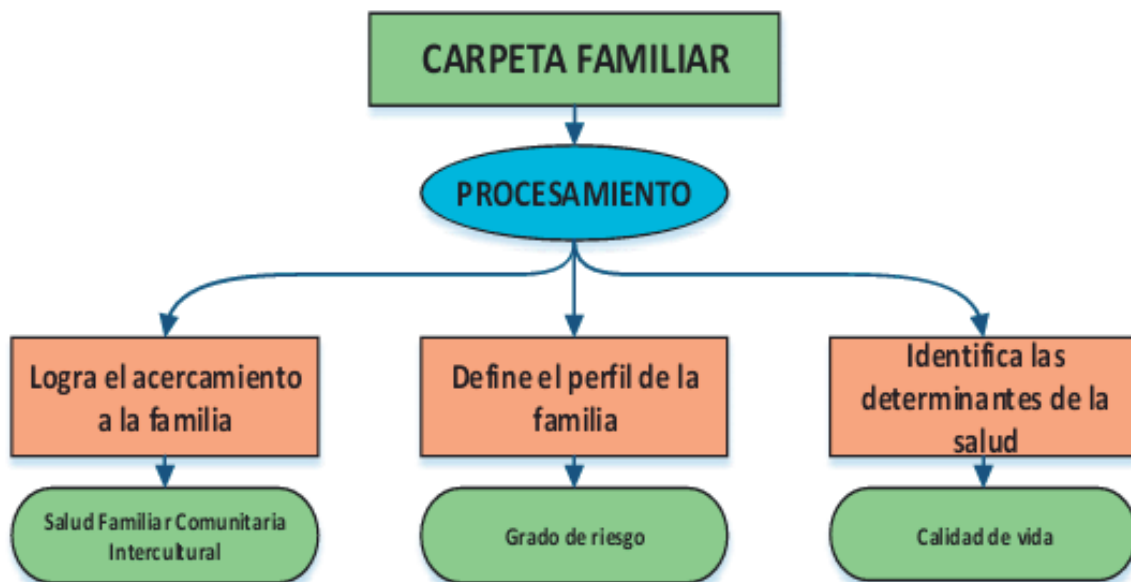 CARPETA FAMILIAR
PROCESAMIENTO
Logra el acercamiento
a la familia
Define el perfil de la
familia
Identifica las
determinantes de la
salud
Salud Familiar Comunitaria
Intercultural
Grado de riesgo
Calidad de vida